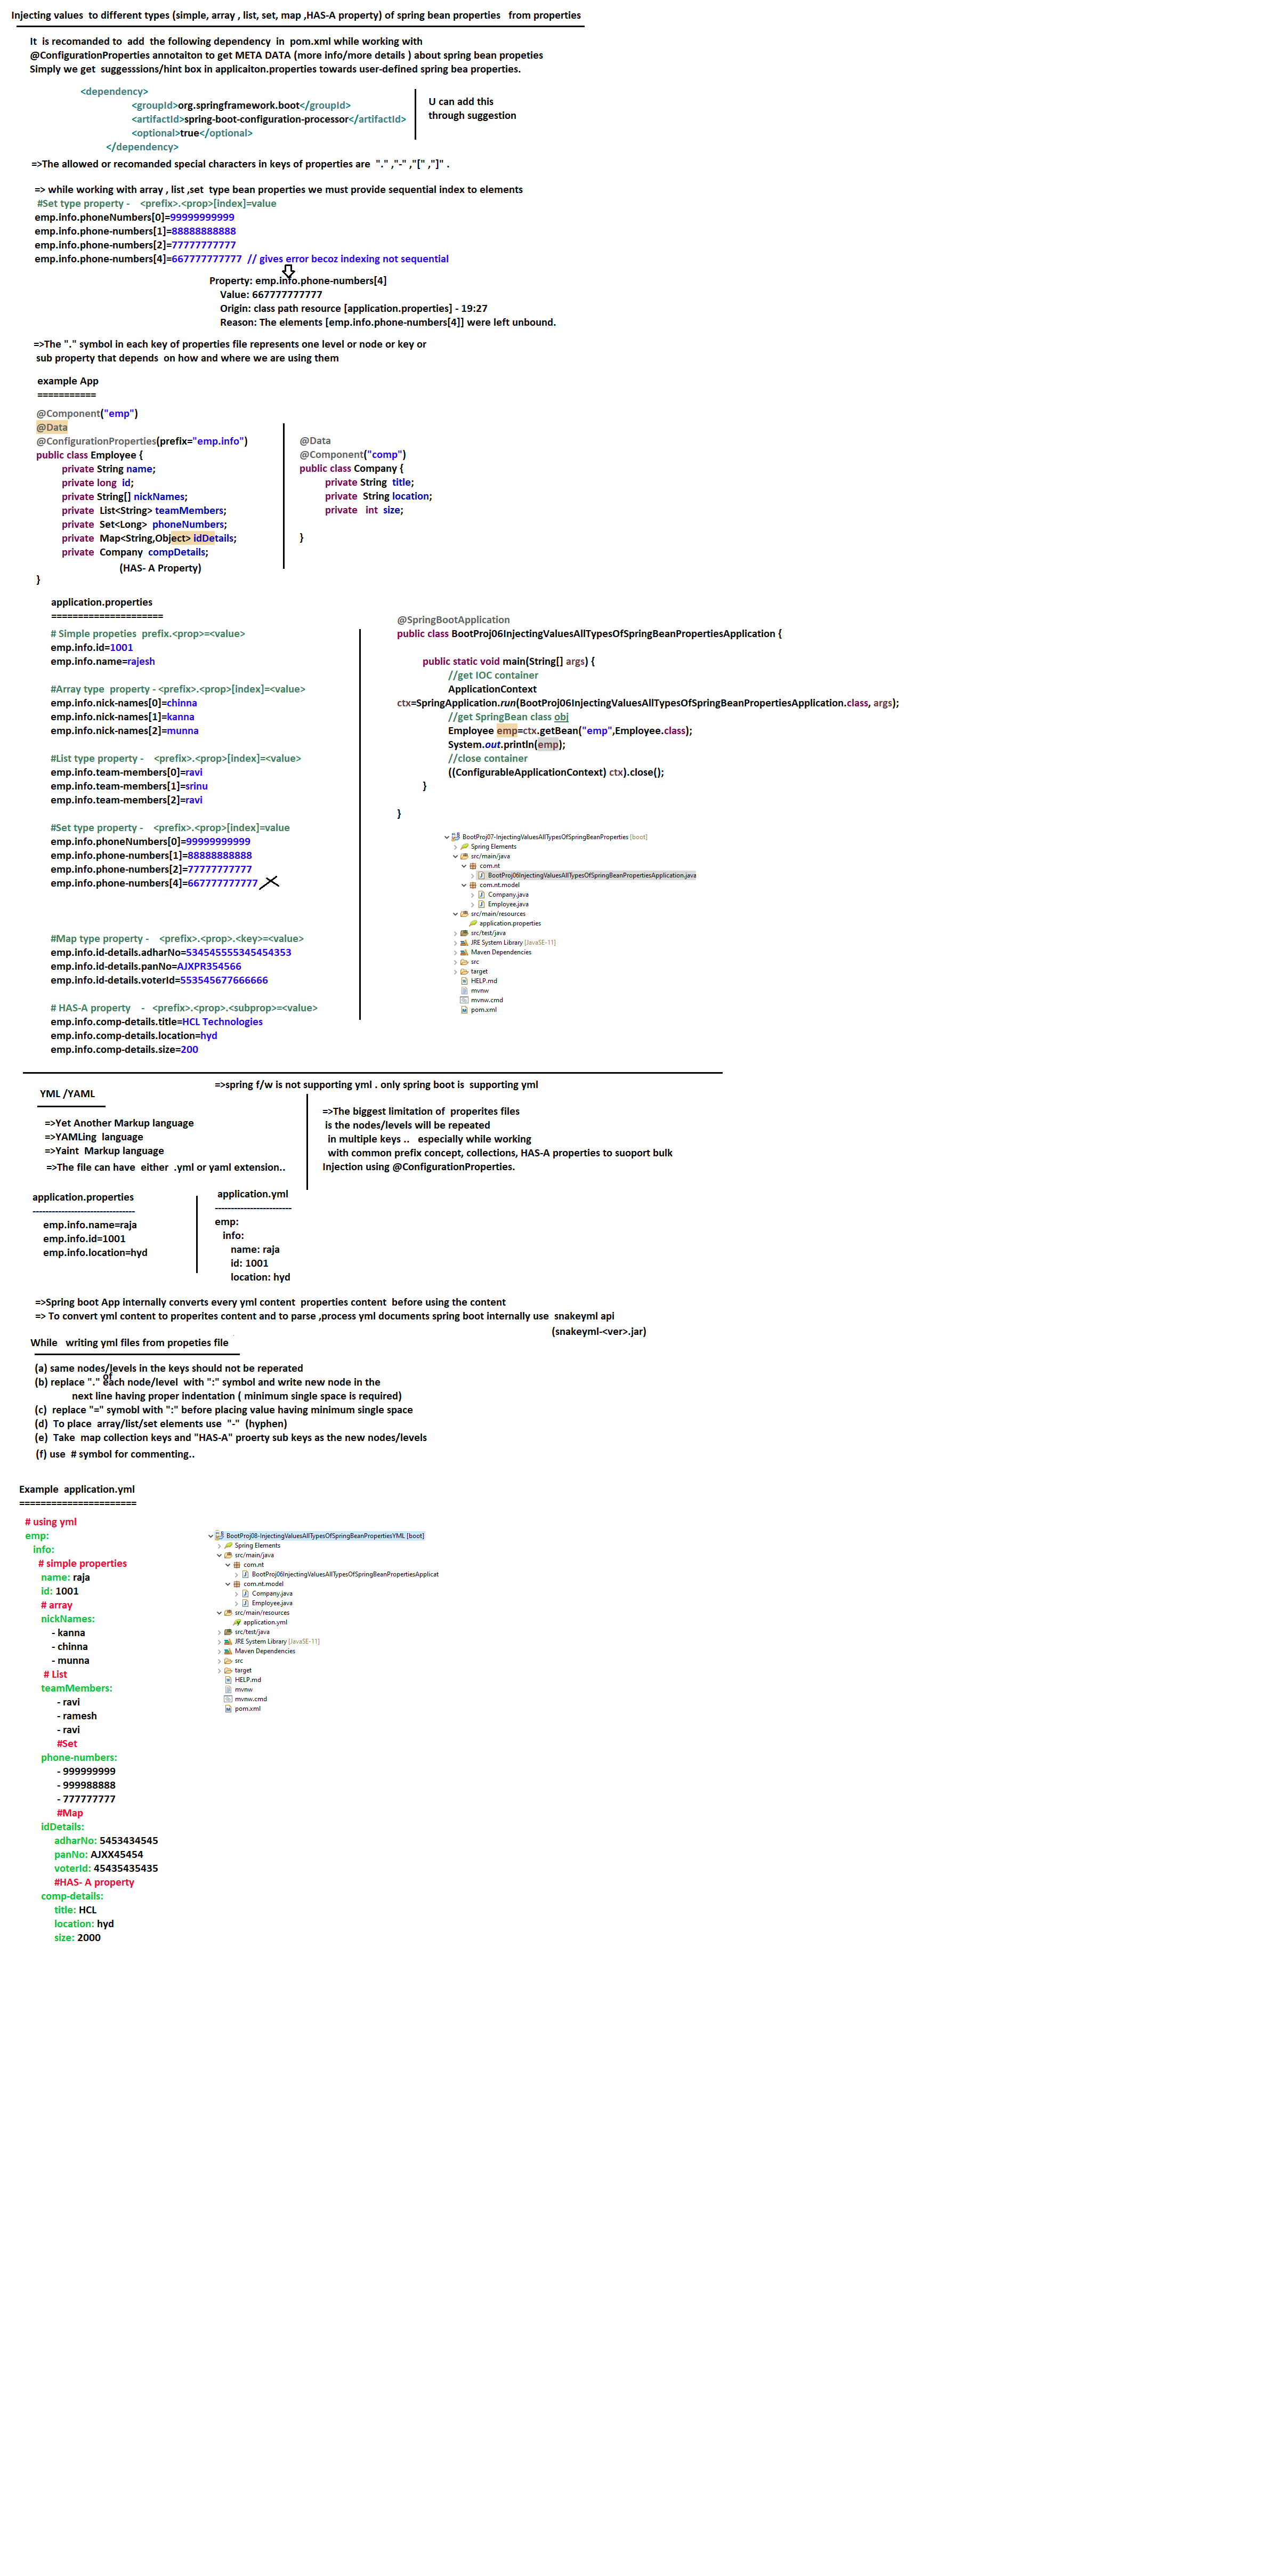 Injecting values  to different types (simple, array , list, set, map ,HAS-A property) of spring bean properties   from properties
It  is recomanded to  add  the following dependency  in  pom.xml while working with
@ConfigurationProperties annotaiton to get META DATA (more info/more details ) about spring bean propeties
Simply we get  suggesssions/hint box in applicaiton.properties towards user-defined spring bea properties.
<dependency>
<groupId>org.springframework.boot</groupId>
<artifactId>spring-boot-configuration-processor</artifactId>
<optional>true</optional>
</dependency>
U can add this
through suggestion
=>The allowed or recomanded special characters in keys of properties are  "." ,"-" ,"[" ,"]" .
=> while working with array , list ,set  type bean properties we must provide sequential index to elements
#Set type property -    <prefix>.<prop>[index]=value
emp.info.phoneNumbers[0]=99999999999
emp.info.phone-numbers[1]=88888888888
emp.info.phone-numbers[2]=77777777777
emp.info.phone-numbers[4]=667777777777  // gives error becoz indexing not sequential
Property: emp.info.phone-numbers[4]
Value: 667777777777
Origin: class path resource [application.properties] - 19:27
Reason: The elements [emp.info.phone-numbers[4]] were left unbound.
=>The "." symbol in each key of properties file represents one level or node or key or
sub property that depends  on how and where we are using them
example App
===========
@Component("emp")
@Data
@ConfigurationProperties(prefix="emp.info")
public class Employee {
private String name;
private long  id;
private String[] nickNames;
private  List<String> teamMembers;
private  Set<Long>  phoneNumbers;
private  Map<String,Object> idDetails;
private  Company  compDetails;
(HAS- A Property)
}
@Data
@Component("comp")
public class Company {
private String  title;
private  String location;
private   int  size;
}
application.properties
=====================
# Simple propeties  prefix.<prop>=<value>
emp.info.id=1001
emp.info.name=rajesh
#Array type  property - <prefix>.<prop>[index]=<value>
emp.info.nick-names[0]=chinna
emp.info.nick-names[1]=kanna
emp.info.nick-names[2]=munna
#List type property -    <prefix>.<prop>[index]=<value>
emp.info.team-members[0]=ravi
emp.info.team-members[1]=srinu
emp.info.team-members[2]=ravi
#Set type property -    <prefix>.<prop>[index]=value
emp.info.phoneNumbers[0]=99999999999
emp.info.phone-numbers[1]=88888888888
emp.info.phone-numbers[2]=77777777777
emp.info.phone-numbers[4]=667777777777
#Map type property -    <prefix>.<prop>.<key>=<value>
emp.info.id-details.adharNo=534545555345454353
emp.info.id-details.panNo=AJXPR354566
emp.info.id-details.voterId=553545677666666
# HAS-A property    -   <prefix>.<prop>.<subprop>=<value>
emp.info.comp-details.title=HCL Technologies
emp.info.comp-details.location=hyd
emp.info.comp-details.size=200
@SpringBootApplication
public class BootProj06InjectingValuesAllTypesOfSpringBeanPropertiesApplication {
public static void main(String[] args) {
//get IOC container
ApplicationContext
ctx=SpringApplication.run(BootProj06InjectingValuesAllTypesOfSpringBeanPropertiesApplication.class, args);
//get SpringBean class obj
Employee emp=ctx.getBean("emp",Employee.class);
System.out.println(emp);
//close container
((ConfigurableApplicationContext) ctx).close();
}
}
BootProj07-InjectingValuesAllTypesOfSpringBeanProperties [boot]
Spring Elements
src/main/java
com.nt
BootProj06InjectingValuesAllTypesOfSpringBeanPropertiesApplication.java
com.nt.model
Company.java
Employee.java
src/main/resources
application.properties
src/test/java
JRE System Library [JavaSE-11]
Maven Dependencies
src
target
HELP.md
mvnw
mvnw.cmd
pom.xml
=>spring f/w is not supporting yml . only spring boot is  supporting yml
YML /YAML
=>Yet Another Markup language
=>YAMLing  language
=>Yaint  Markup language
=>The file can have  either  .yml or yaml extension..
=>The biggest limitation of  properites files
is the nodes/levels will be repeated
in multiple keys ..   especially while working
with common prefix concept, collections, HAS-A properties to suoport bulk
Injection using @ConfigurationProperties.
application.properties
--------------------------------
emp.info.name=raja
emp.info.id=1001
emp.info.location=hyd
application.yml
------------------------
emp:
info:
name: raja
id: 1001
location: hyd
=>Spring boot App internally converts every yml content  properties content  before using the content
=> To convert yml content to properites content and to parse ,process yml documents spring boot internally use  snakeyml api
(snakeyml-<ver>.jar)
While   writing yml files from propeties file
(a) same nodes/levels in the keys should not be reperated
of
(b) replace "."  each node/level  with ":" symbol and write new node in the
next line having proper indentation ( minimum single space is required)
(c)  replace "=" symobl with ":" before placing value having minimum single space
(d)  To place  array/list/set elements use  "-"  (hyphen)
(e)  Take  map collection keys and "HAS-A" proerty sub keys as the new nodes/levels
(f) use  # symbol for commenting..
Example  application.yml
======================
# using yml
emp:
info:
# simple properties
name: raja
id: 1001
# array
nickNames:
- kanna
- chinna
- munna
# List
teamMembers:
- ravi
- ramesh
- ravi
#Set
phone-numbers:
- 999999999
- 999988888
- 777777777
#Map
idDetails:
adharNo: 5453434545
panNo: AJXX45454
voterId: 45435435435
#HAS- A property
comp-details:
title: HCL
location: hyd
size: 2000
BootProj08-InjectingValuesAllTypesOfSpringBeanPropertiesYML [boot]
Spring Elements
src/main/java
com.nt
BootProj06InjectingValuesAllTypesOfSpringBeanPropertiesApplicat
com.nt.model
Company.java
Employee.java
src/main/resources
application.yml
src/test/java
JRE System Library [JavaSE-11]
Maven Dependencies
src
target
HELP.md
mvnw
mvnw.cmd
pom.xml